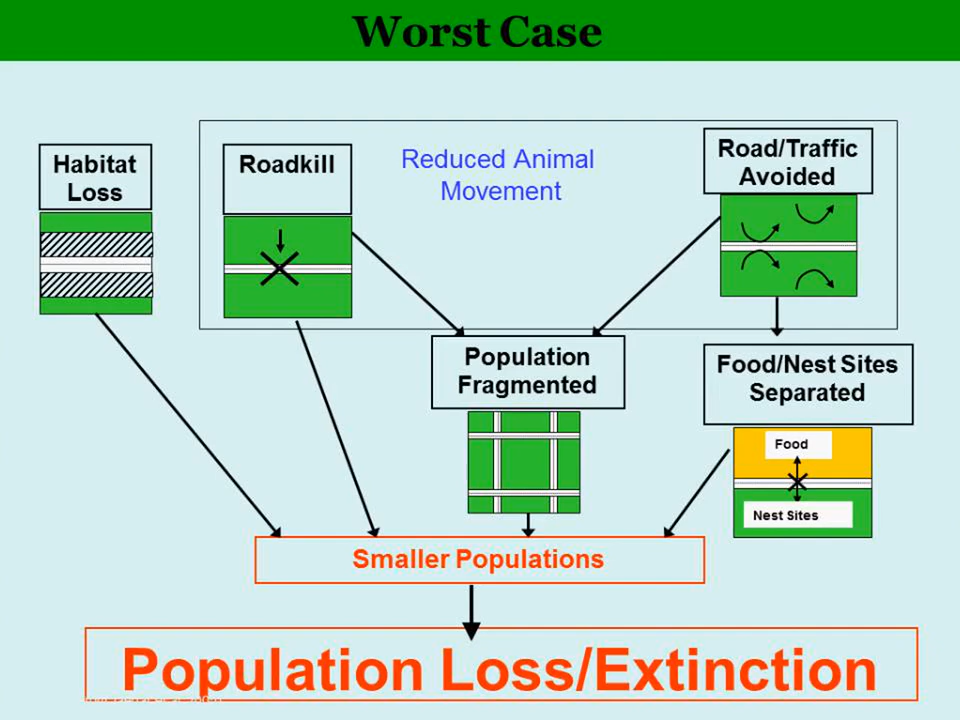 Worst Case
Habitat
Loss
Roadkill
Reduced Animal
Movement
Road/Traffic
Avoided
Population
Fragmented
Food/Nest Sites
Separated
Food
Nest Sites
Smaller Populations
Population Loss/Extinction